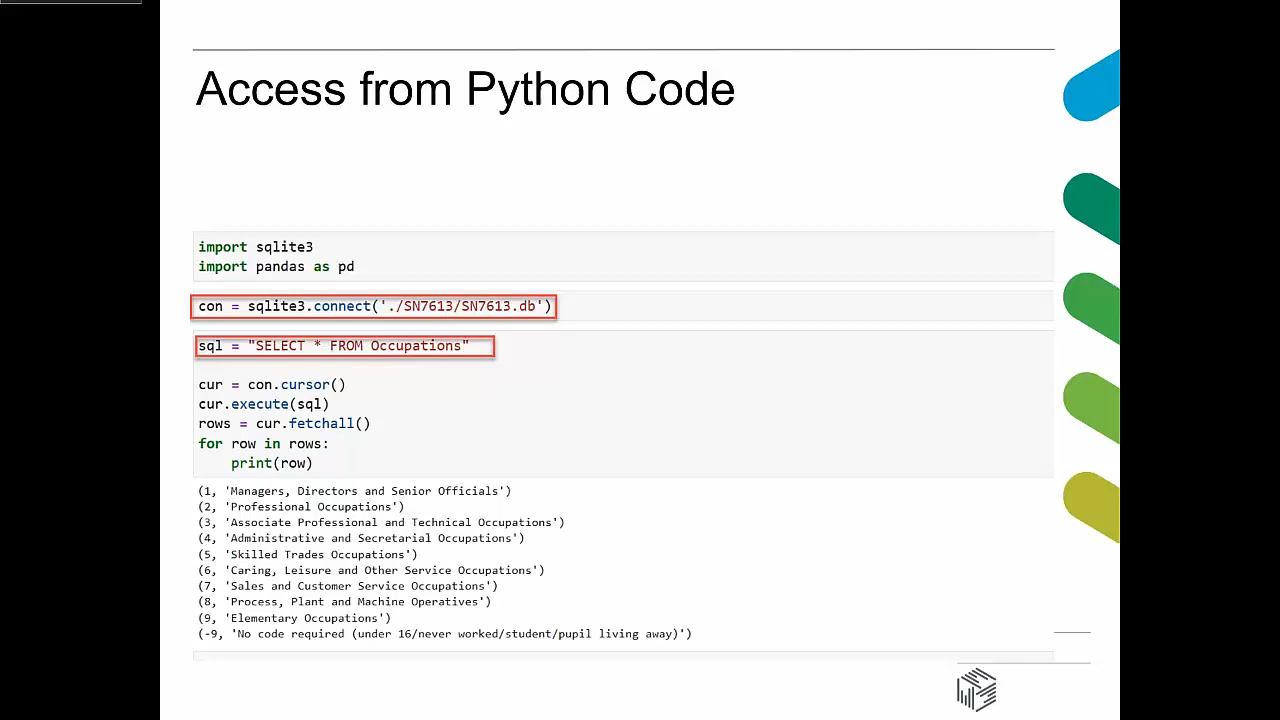 Access from Python Code
import sqlite3
import pandas as pd
con = sqlite3.connect('./SN7613/SN7613.db')
sql = "SELECT * FROM Occupations"
cur = con.cursor()
cur.execute(sql)
rows = cur.fetchall()
for row in rows:
    print(row)
(1, 'Managers, Directors and Senior Officials')
(2, 'Professional Occupations')
(3, 'Associate Professional and Technical Occupations')
(4, 'Administrative and Secretarial Occupations')
(5, 'Skilled Trades Occupations')
(6, 'Caring, Leisure and Other Service Occupations')
(7, 'Sales and Customer Service Occupations')
(8, 'Process, Plant and Machine Operatives')
(9, 'Elementary Occupations')
(-9, 'No code required (under 16/never worked/student/pupil living away)')